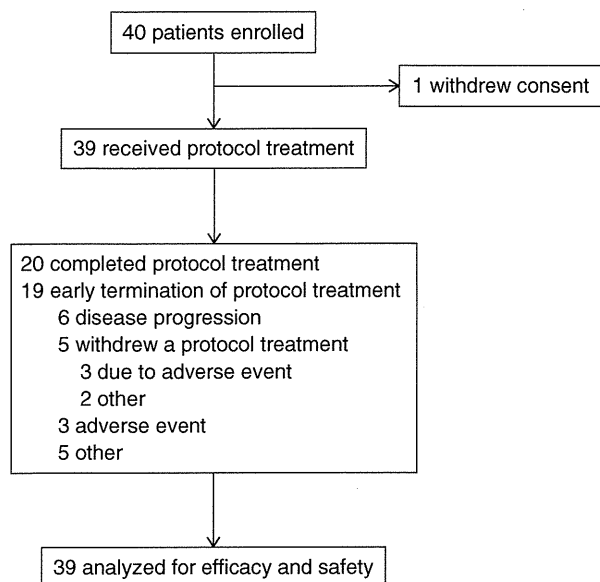 40 patients enrolled
1 withdrew consent
39 received protocol treatment
20 completed protocol treatment
19 early termination of protocol treatment
6 disease progression
5 withdrew a protocol treatment
3 due to adverse event
2 other
3 adverse event
5 other
39 analyzed for efficacy and safety